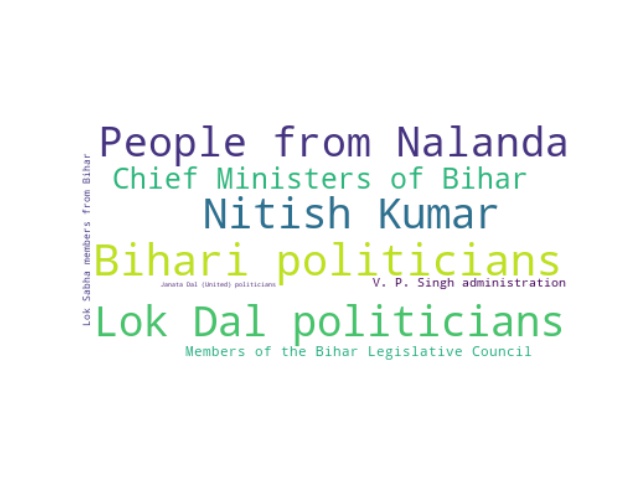 People from Nalanda
Chief Ministers of Bihar
Nitish Kumar
Bihari politicians
Janata Dal (United) politicians
V. P. Singh administration
Lok Dal politicians
Members of the Bihar Legislative Council
Lok Sabha members from Bihar